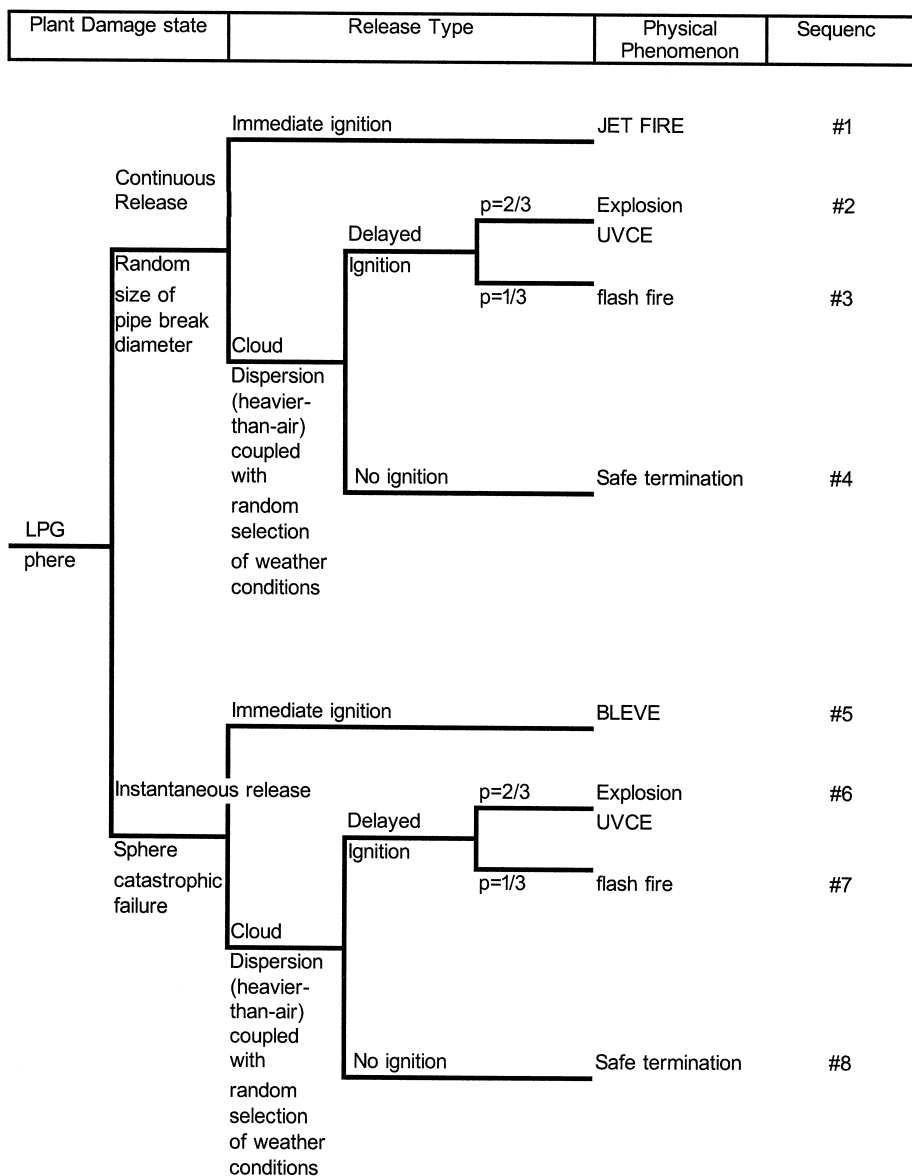 Plant Damage state
Release Type
Physical
Phenomenon
Sequenc
Immediate ignition
JET FIRE
#1
Continuous
Release
p=2/3
Explosion
#2
Delayed
UVCE
Random
Ignition
size of
pipe break
diameter
p=1/3
flash fire
#3
Cloud
Dispersion
(heavier-
than-air)
coupled
with
No ignition
Safe termination
#4
random
selection
of weather
conditions
LPG
phere
Immediate ignition
BLEVE
#5
Instantaneous release
p=2/3
Explosion
#6
Delayed
UVCE
Sphere
Ignition
catastrophic
failure
p=1/3
flash fire
#7
Cloud
Dispersion
(heavier-
than-air)
coupled
with
No ignition
Safe termination
#8
random
selection
of weather
conditions